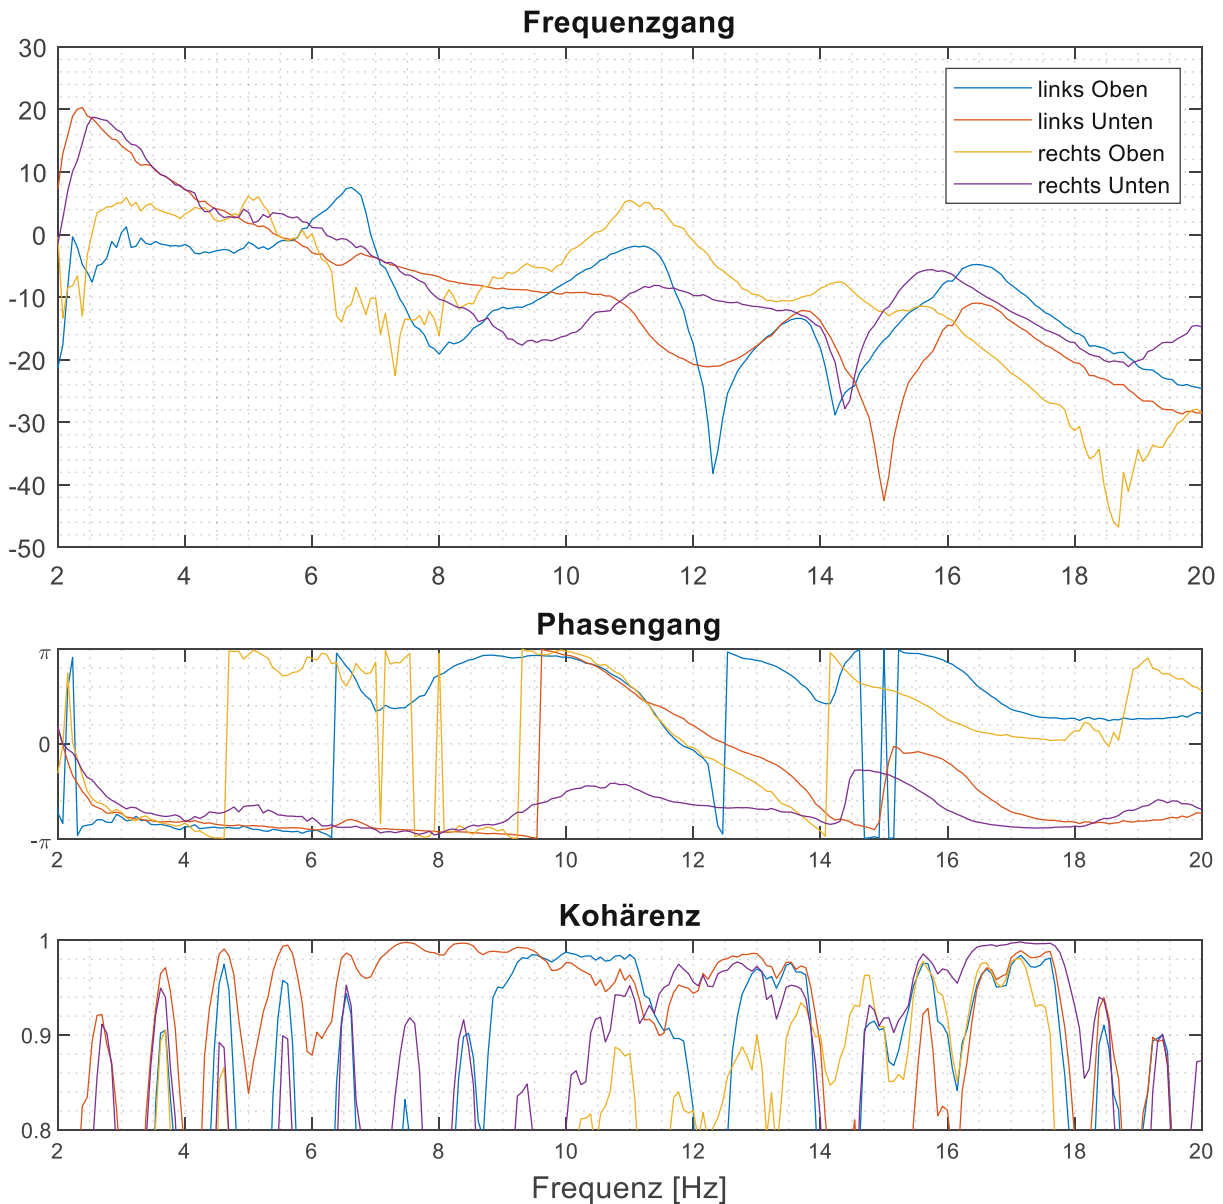 Frequenzgang
30
20
10
0
-10
-20
-30
-40
-50
2 4 6 8 10 12 14 16 18 20
links Oben
links Unten
rechts Oben
rechts Unten
Phasengang
π
0
-π
2 4 6 8 10 12 14 16 18 20
Kohärenz
1
0.9
0.8
2 4 6 8 10 12 14 16 18 20
Frequenz [Hz]